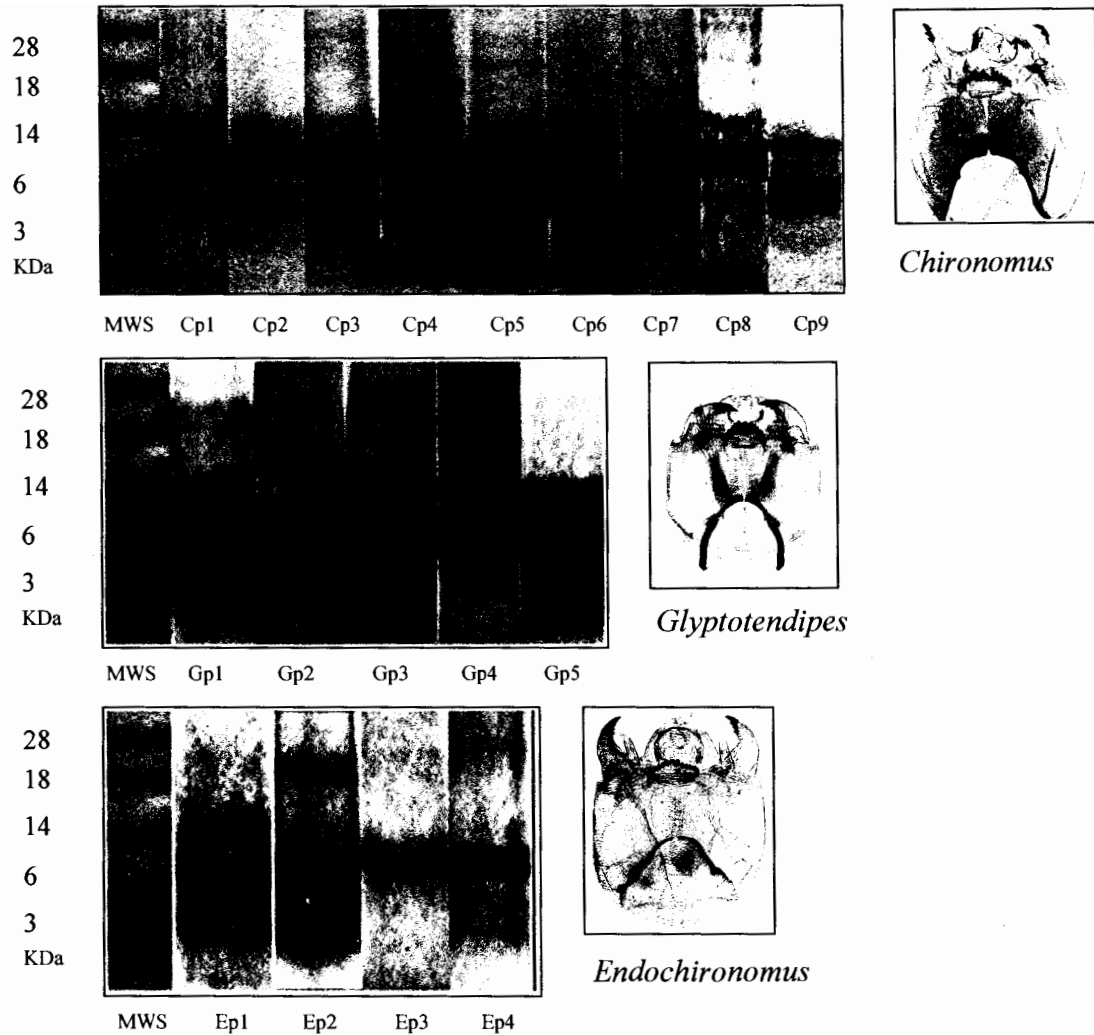 28
18
14
6
3
KDa
Chironomus
MWS Cp1 Cp2 Cp3 Cp4 Cp5 Cp6 Cp7 Cp8 Cp9
28
18
14
6
3
KDa
Glyptotendipes
MWS Gp1 Gp2 Gp3 Gp4 Gp5
28
18
14
6
3
KDa
Endochironomus
MWS Ep1 Ep2 Ep3 Ep4